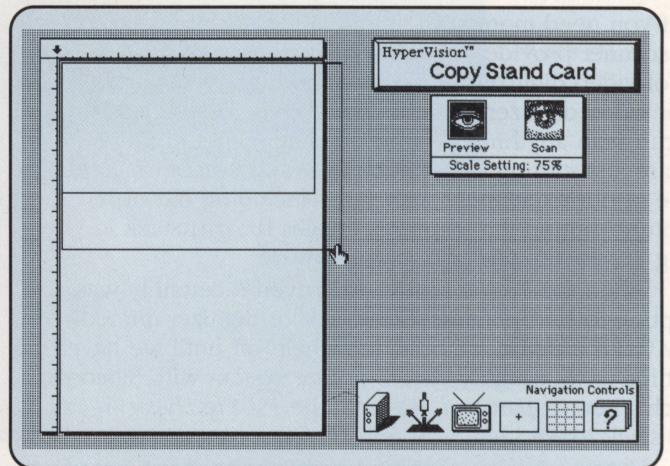 HyperVision™
Copy Stand Card
Preview
Scan
Scale Setting: 75%
Navigation Controls
?